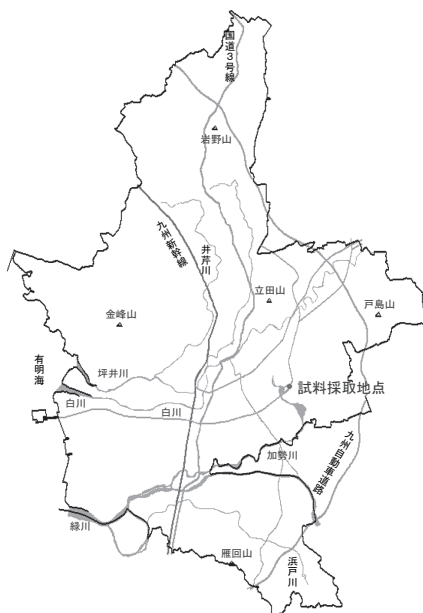 国道3号線
岩野山
九州新幹線
井芹川
立田山
戸島山
金峰山
有明海
坪井川
試料採取地点
白川
白川
九州自動車道路
加勢川
緑川
雁回山
浜戸川